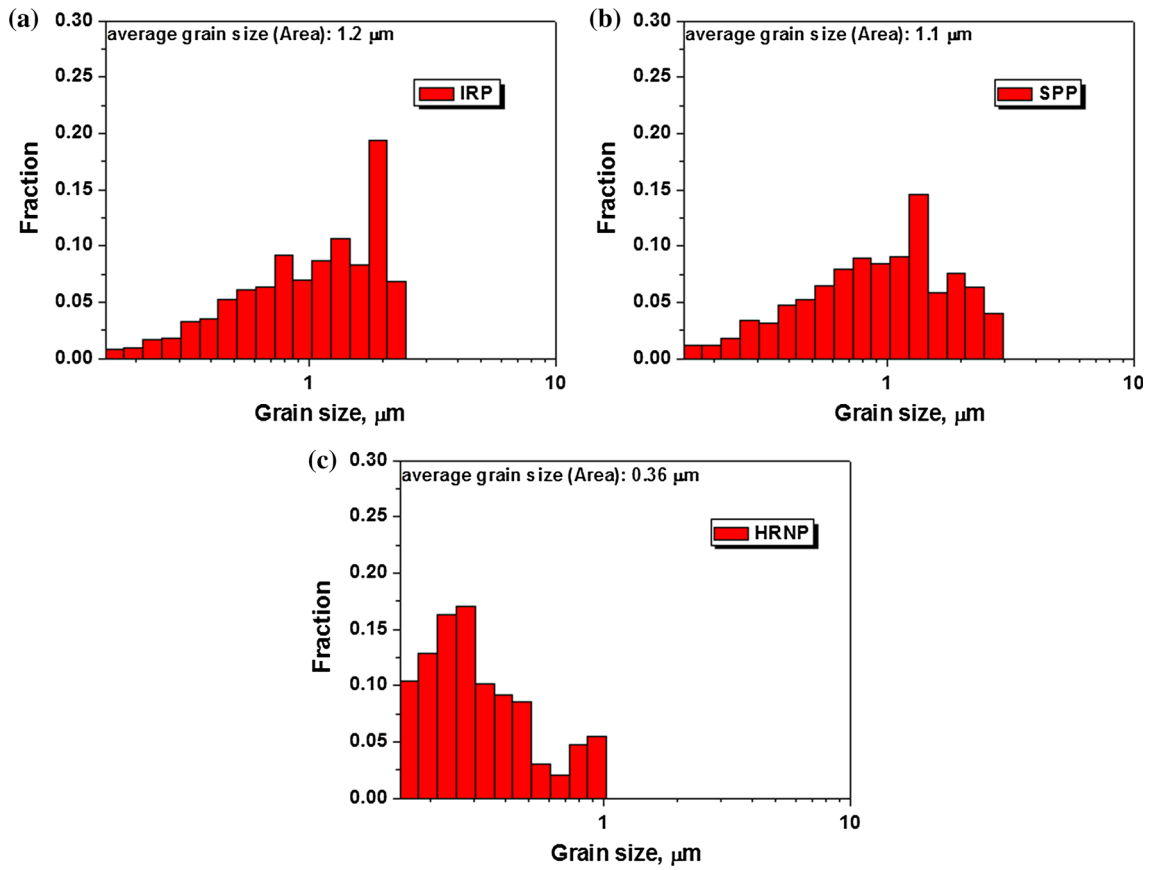 (a)
average grain size (Area): 1.2 µm
IRP
0.30
0.25
0.20
0.15
0.10
0.05
0.00
Fraction
1 10
Grain size, µm
(b)
average grain size (Area): 1.1 µm
SPP
0.30
0.25
0.20
0.15
0.10
0.05
0.00
Fraction
1 10
Grain size, µm
(c)
average grain size (Area): 0.36 µm
HRNP
0.30
0.25
0.20
0.15
0.10
0.05
0.00
Fraction
1 10
Grain size, µm